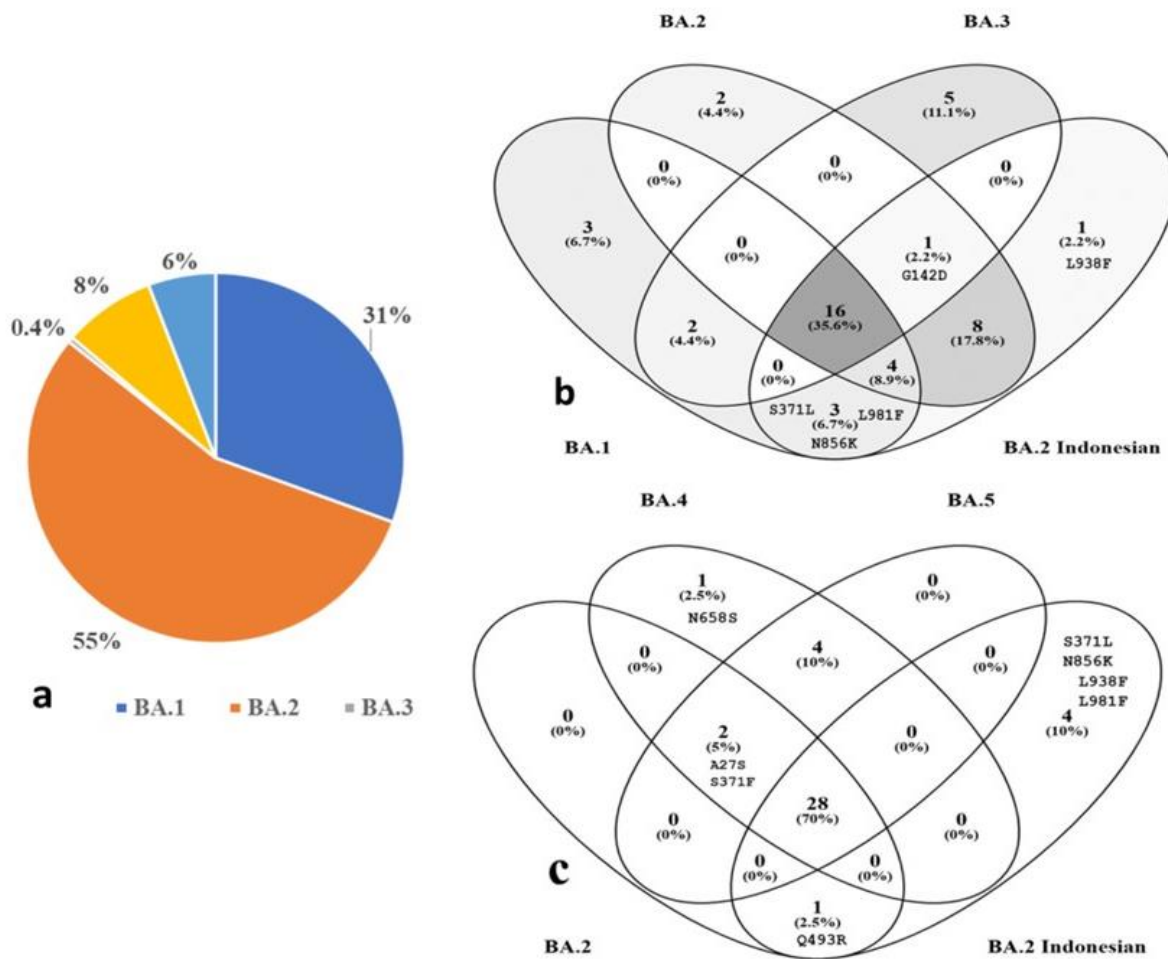 6%
8%
0.4%
31%
55%
a
BA.1 BA.2 BA.3
BA.2
BA.3
2
(4.4%)
5
(11.1%)
0
(0%)
0
(0%)
0
(0%)
3
(6.7%)
0
(0%)
1
(2.2%)
G142D
1
(2.2%)
L938F
16
(35.6%)
2
(4.4%)
8
(17.8%)
0
(0%)
4
(8.9%)
S371L 3 L981F
(6.7%)
N856K
b
BA.1
BA.2 Indonesian
BA.4
BA.5
1
(2.5%)
N658S
0
(0%)
0
(0%)
4
(10%)
0
(0%)
S371L
N856K
L938F
L981F
4
(10%)
0
(0%)
2
(5%)
A27S
S371F
0
(0%)
28
(70%)
0
(0%)
0
(0%)
0
(0%)
0
(0%)
1
(2.5%)
Q493R
c
BA.2
BA.2 Indonesian